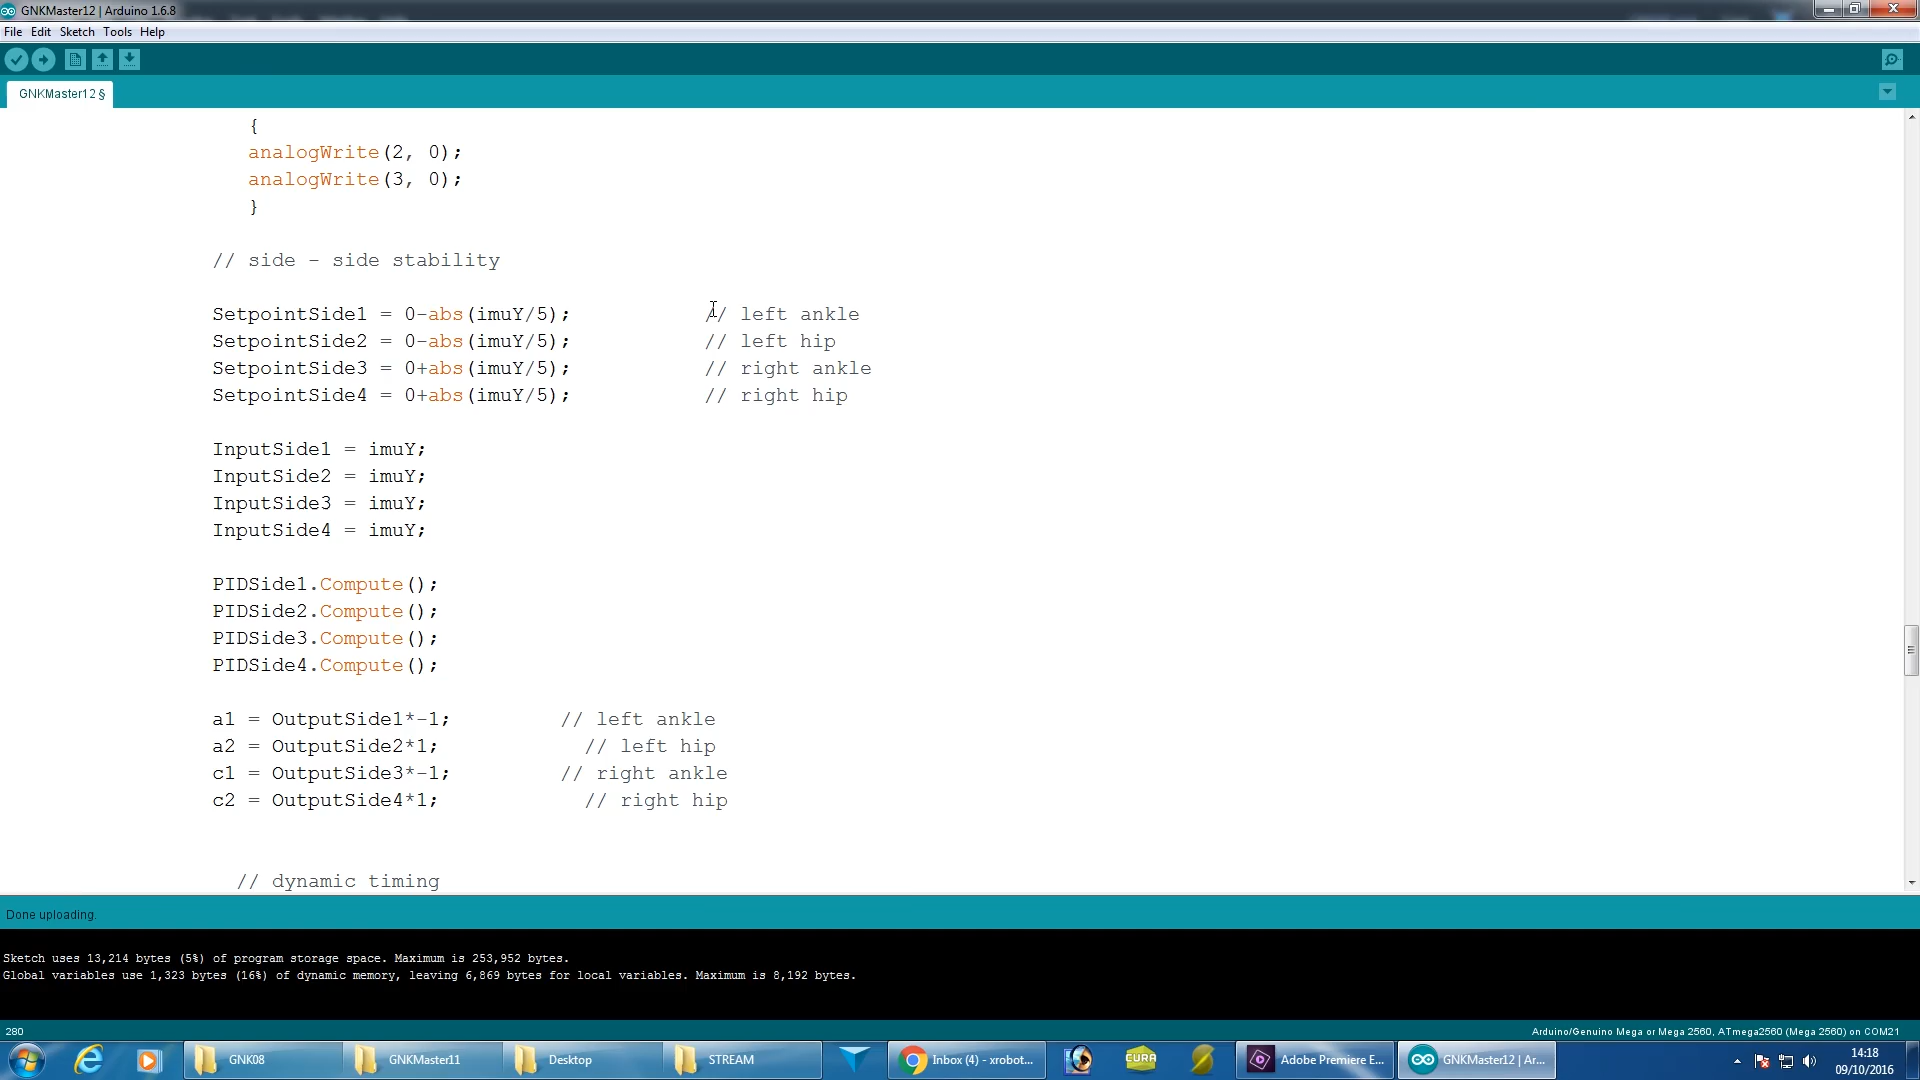 GNKMaster12 | Arduino 1.6.8
File Edit Sketch Tools Help
GNKMaster12 §
{
analogWrite(2, 0);
analogWrite(3, 0);
}
// side - side stability
SetpointSide1 = 0-abs(imuY/5); // left ankle
SetpointSide2 = 0-abs(imuY/5); // left hip
SetpointSide3 = 0+abs(imuY/5); // right ankle
SetpointSide4 = 0+abs(imuY/5); // right hip
InputSide1 = imuY;
InputSide2 = imuY;
InputSide3 = imuY;
InputSide4 = imuY;
PIDSide1.Compute();
PIDSide2.Compute();
PIDSide3.Compute();
PIDSide4.Compute();
a1 = OutputSide1*-1; // left ankle
a2 = OutputSide2*1; // left hip
c1 = OutputSide3*-1; // right ankle
c2 = OutputSide4*1; // right hip
// dynamic timing
Done uploading.
Sketch uses 13,214 bytes (5%) of program storage space. Maximum is 253,952 bytes.
Global variables use 1,323 bytes (16%) of dynamic memory, leaving 6,869 bytes for local variables. Maximum is 8,192 bytes.
280 Arduino/Genuino Mega or Mega 2560, ATmega2560 (Mega 2560) on COM21
GNK08 GNKMaster11 Desktop STREAM Inbox (4) - xrobot... CURA Adobe Premiere E... GNKMaster12 | Ar... 14:18
09/10/2016